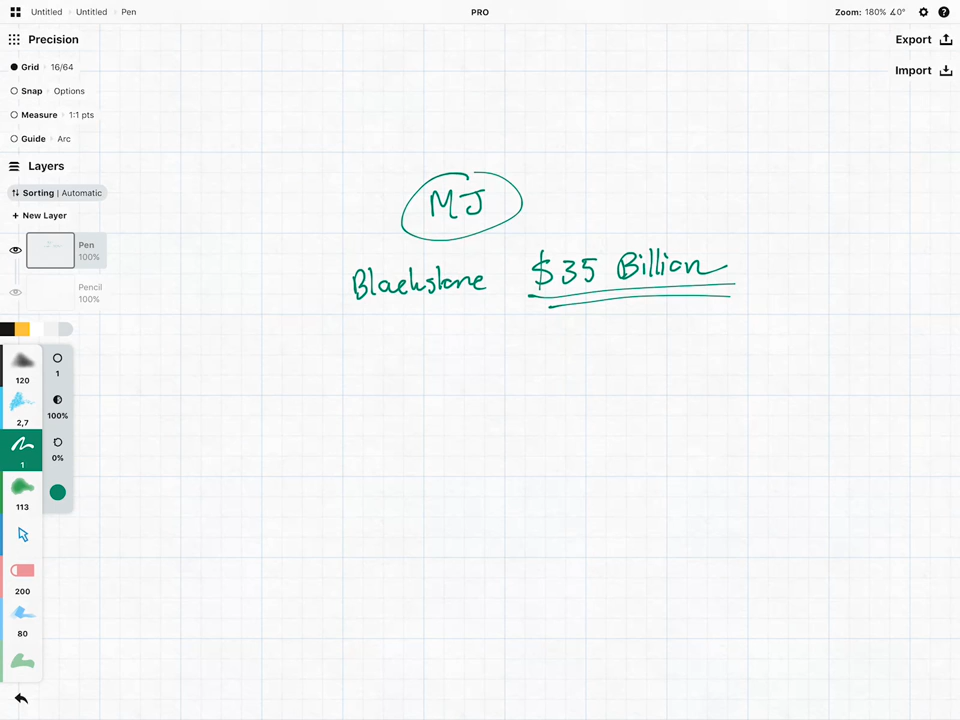 Untitled › Untitled › Pen
PRO
Zoom: 180% ∡0°
Precision
Export
Grid › 16/64
Import
Snap › Options
Measure › 1:1 pts
Guide › Arc
Layers
Sorting | Automatic
+ New Layer
Pen
100%
Pencil
100%
MJ
Blackstone $35 Billion
120
1
2,7
100%
1
0%
113
200
80